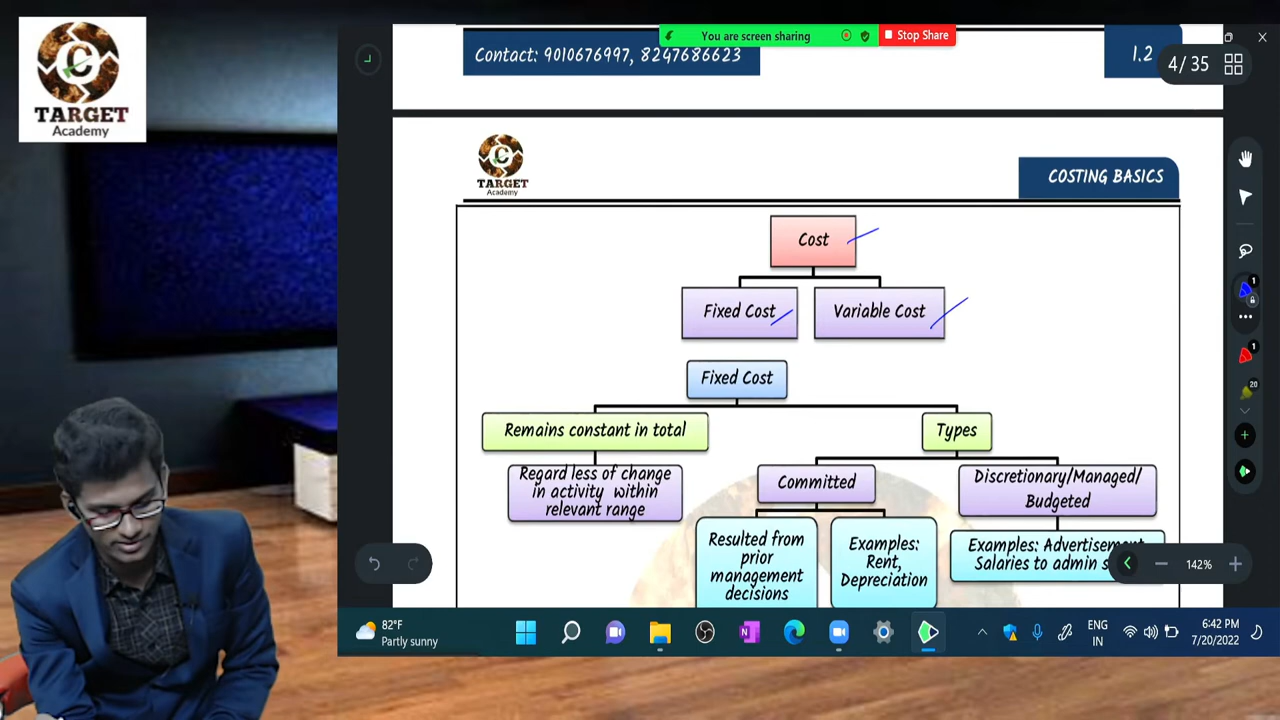 TARGET
Academy
You are screen sharing
Stop Share
Contact: 9010676997, 8247686623
1.2
4/35
TARGET
Academy
COSTING BASICS
Cost
Fixed Cost
Variable Cost
Fixed Cost
Remains constant in total
Types
Regard less of change
in activity within
relevant range
Committed
Discretionary/Managed/
Budgeted
Resulted from
prior
management
decisions
Examples:
Rent,
Depreciation
Examples: Advertisement
Salaries to admin s
1
1
20
142%
82°F
Partly sunny
ENG
IN
6:42 PM
7/20/2022